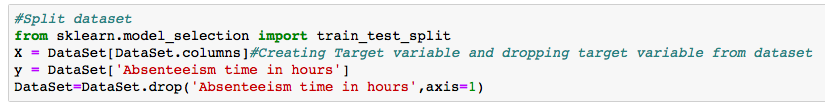 #Split dataset
from sklearn.model_selection import train_test_split
X = DataSet[DataSet.columns]#Creating Target variable and dropping target variable from dataset
y = DataSet['Absenteeism time in hours']
DataSet=DataSet.drop('Absenteeism time in hours',axis=1)